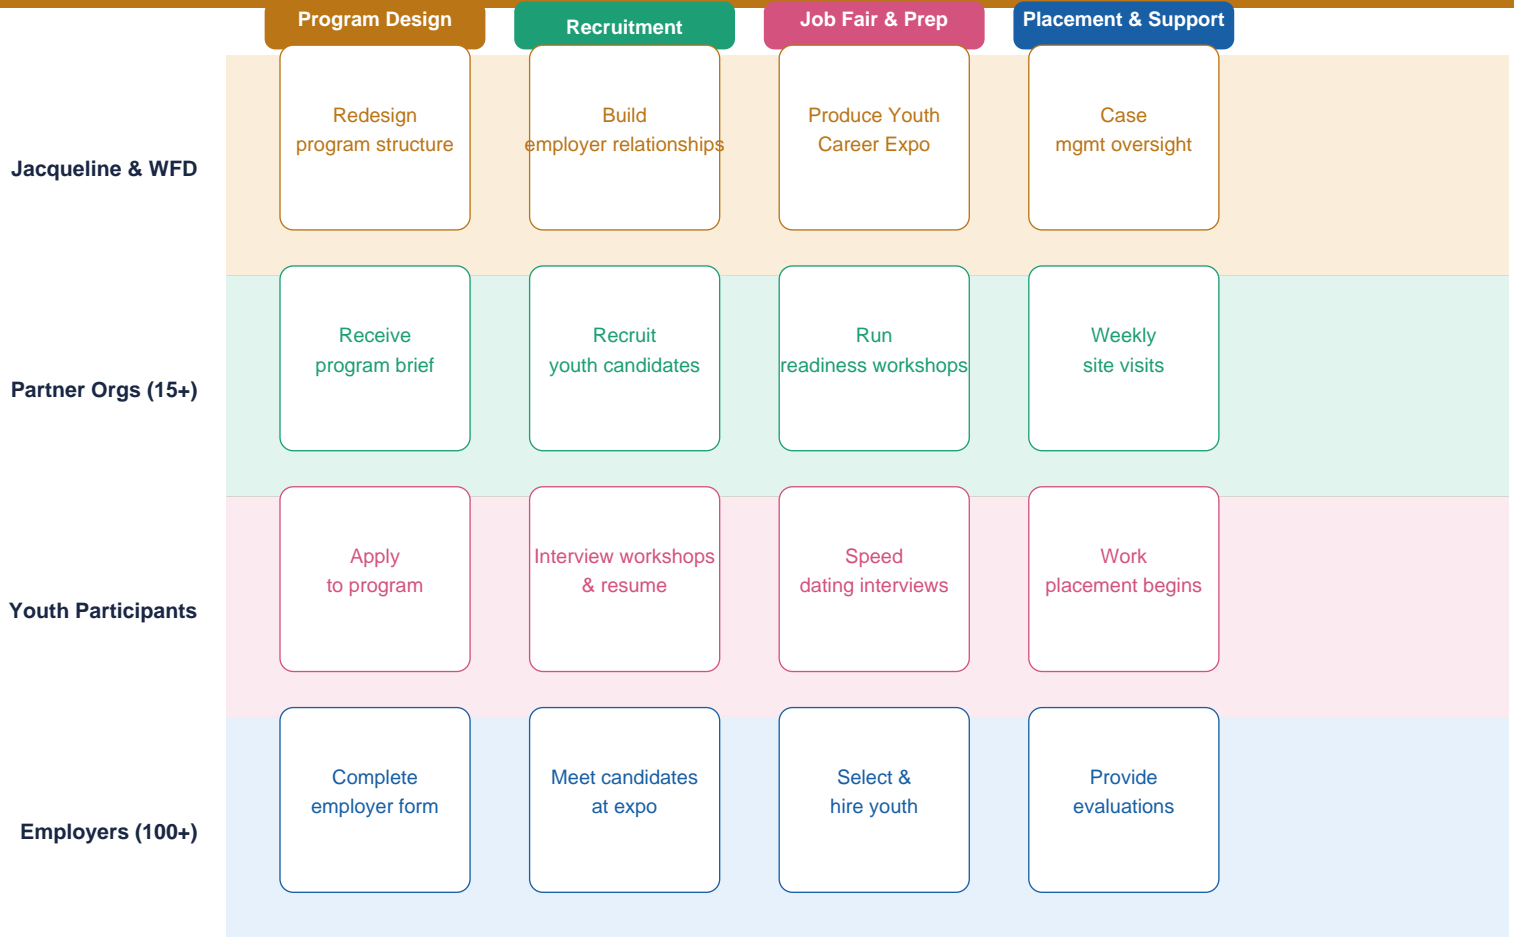 Program Design
Recruitment
Job Fair & Prep
Placement & Support
Jacqueline & WFD
Redesign
program structure
Build
employer relationships
Produce Youth
Career Expo
Case
mgmt oversight
Partner Orgs (15+)
Receive
program brief
Recruit
youth candidates
Run
readiness workshops
Weekly
site visits
Youth Participants
Apply
to program
Interview workshops
& resume
Speed
dating interviews
Work
placement begins
Employers (100+)
Complete
employer form
Meet candidates
at expo
Select &
hire youth
Provide
evaluations